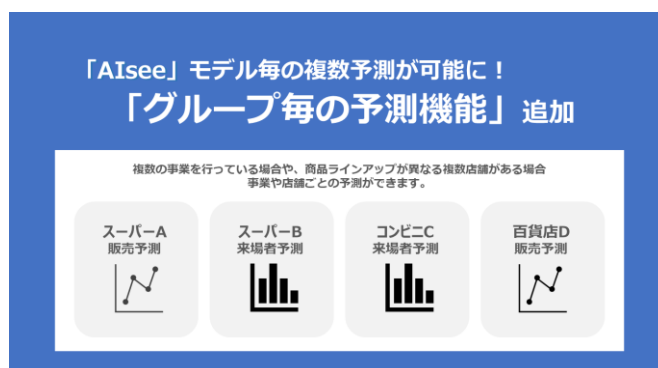 「AIsee」モデル毎の複数予測が可能に！
「グループ毎の予測機能」追加
複数の事業を行っている場合や、商品ラインアップが異なる複数店舗がある場合
事業や店舗ごとの予測ができます。
スーパーA
販売予測
スーパーB
来場者予測
コンビニC
来場者予測
百貨店D
販売予測